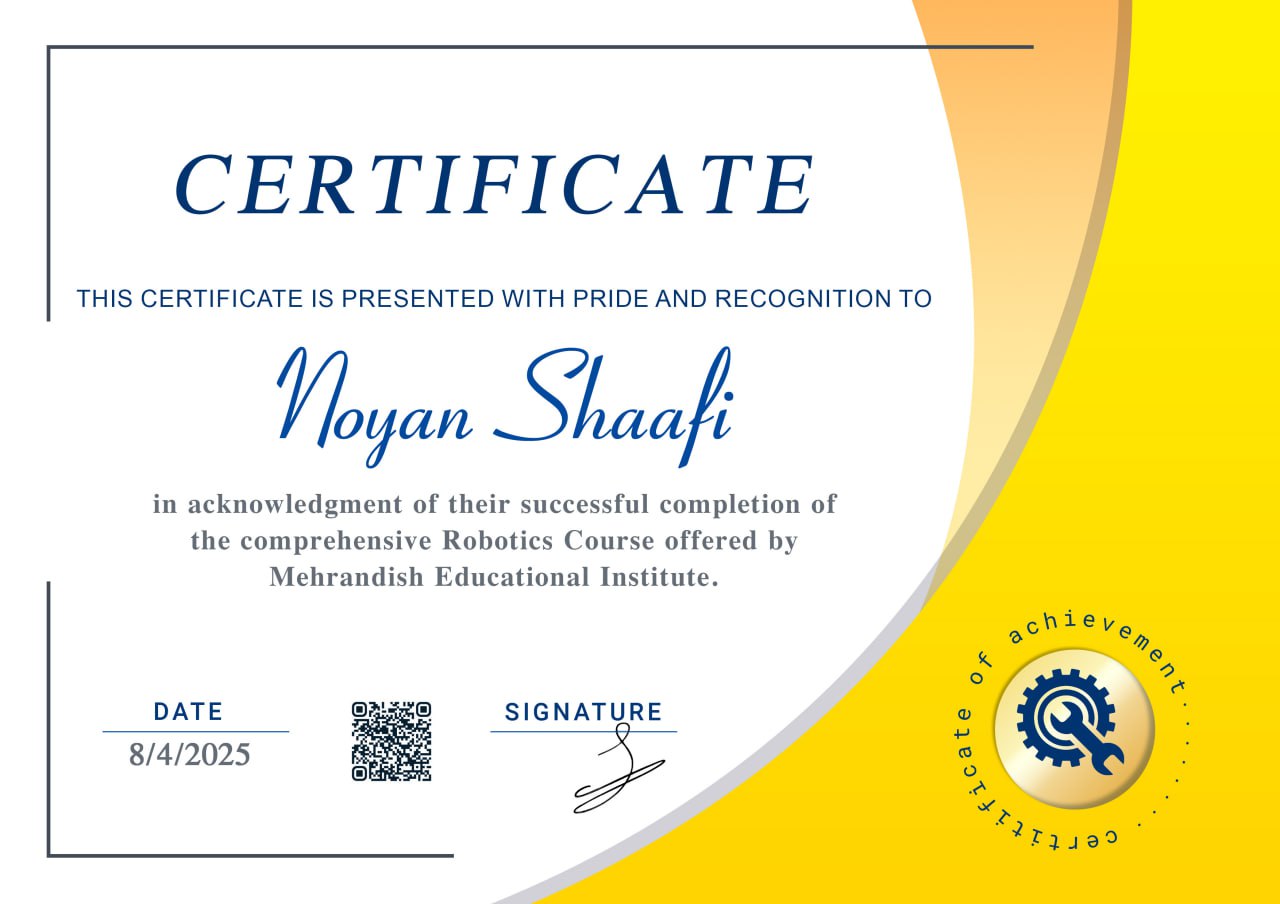 CERTIFICATE
THIS CERTIFICATE IS PRESENTED WITH PRIDE AND RECOGNITION TO
Noyan Shaafi
in acknowledgment of their successful completion of
the comprehensive Robotics Course offered by
Mehrandish Educational Institute.
DATE
8/4/2025
SIGNATURE
certificate of achievement.........